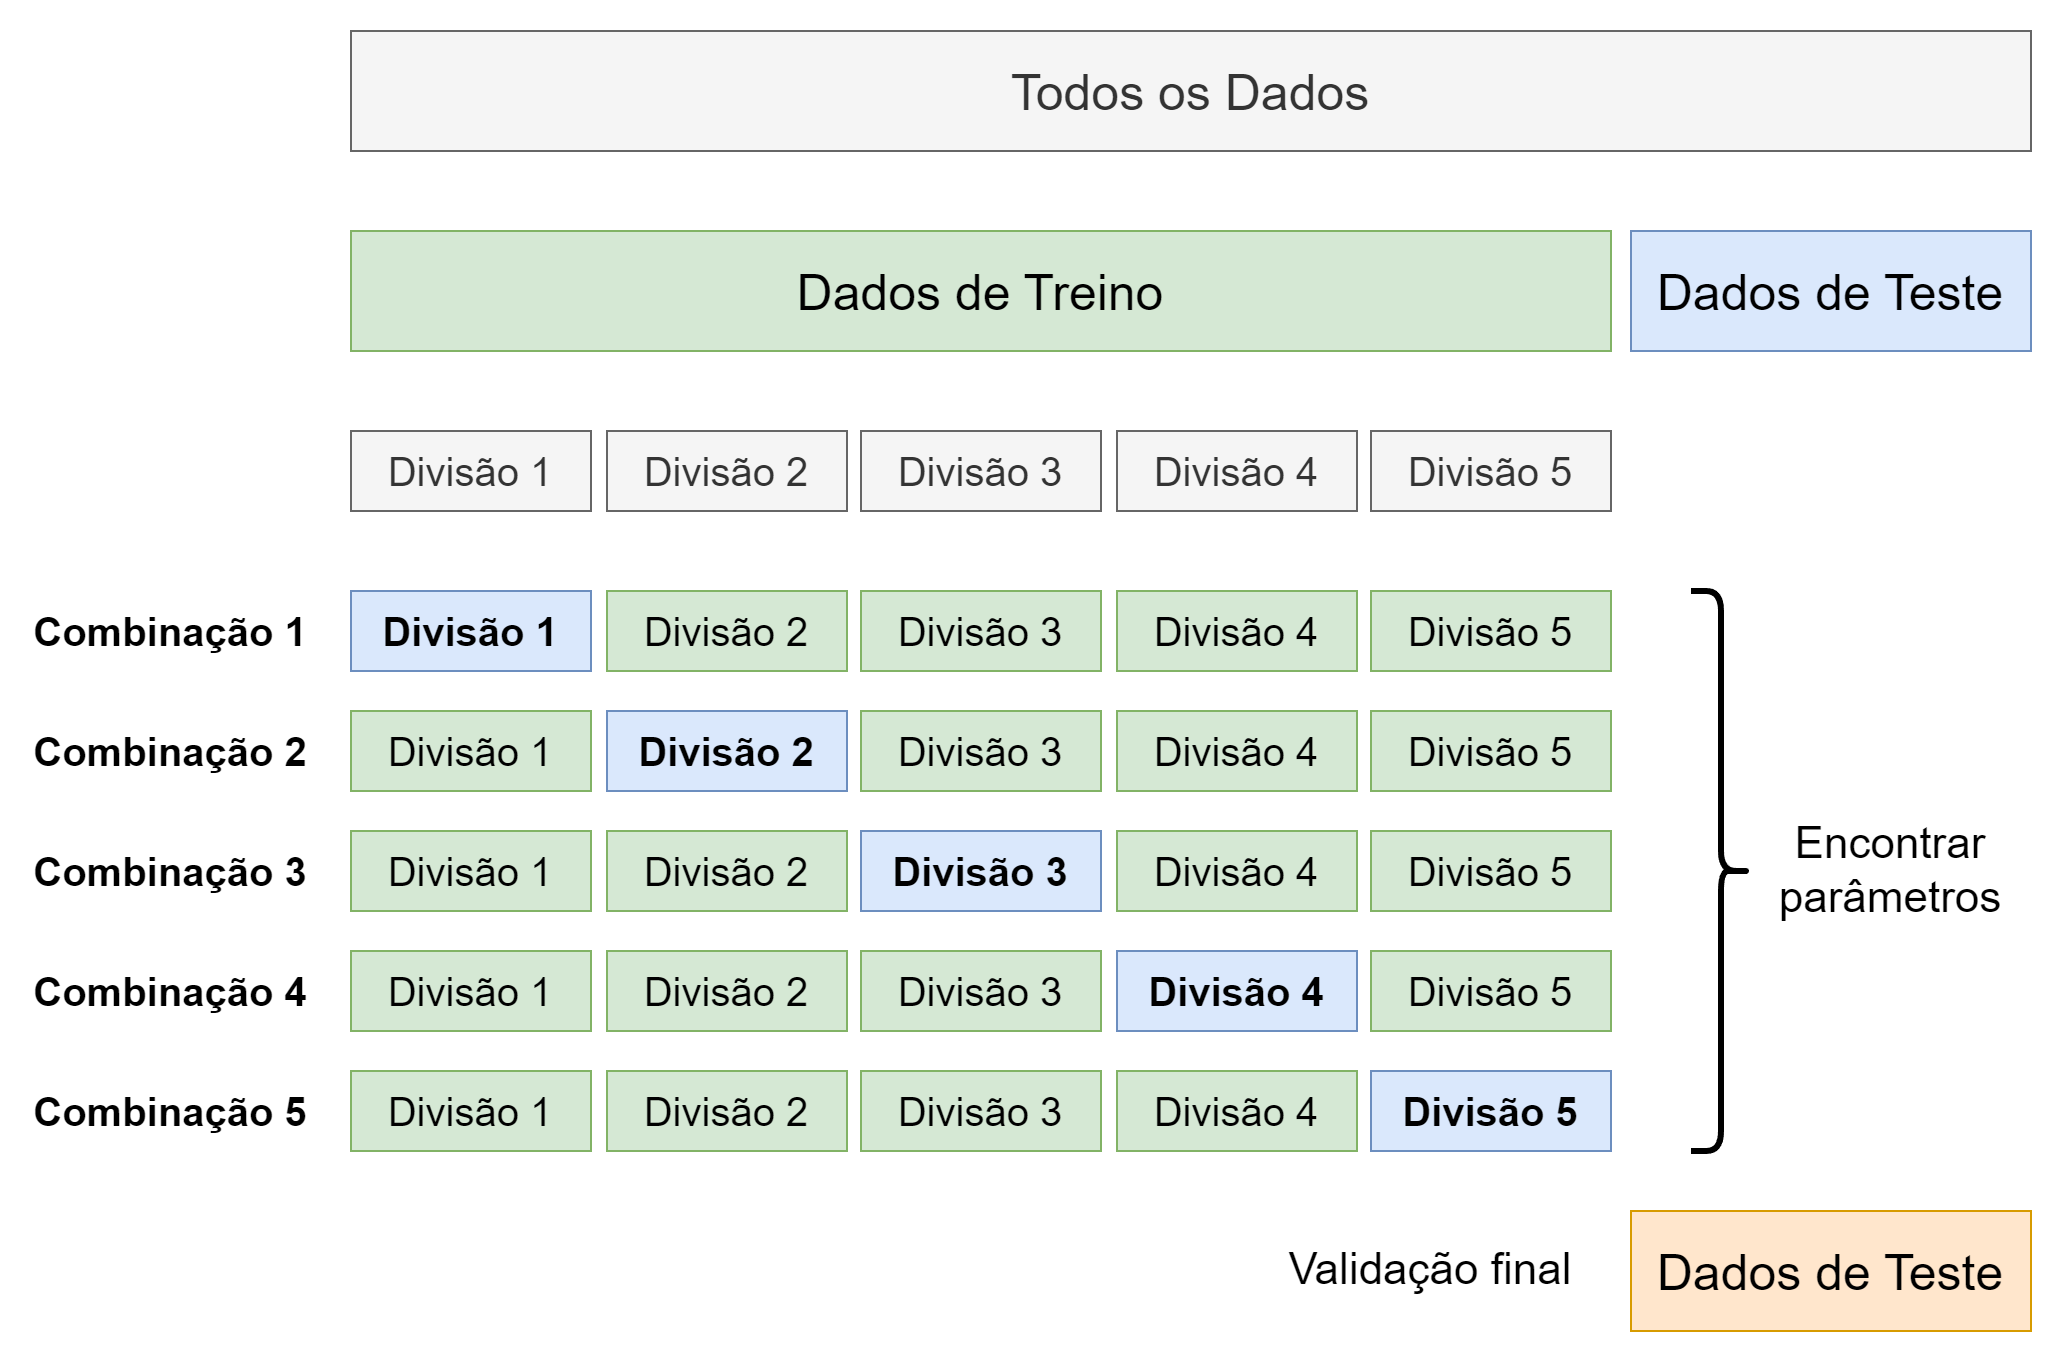 Todos os Dados
Dados de Treino Dados de Teste
Divisão 1 Divisão 2 Divisão 3 Divisão 4 Divisão 5
Combinação 1 Divisão 1 Divisão 2 Divisão 3 Divisão 4 Divisão 5
Combinação 2 Divisão 1 Divisão 2 Divisão 3 Divisão 4 Divisão 5
Combinação 3 Divisão 1 Divisão 2 Divisão 3 Divisão 4 Divisão 5
Combinação 4 Divisão 1 Divisão 2 Divisão 3 Divisão 4 Divisão 5
Combinação 5 Divisão 1 Divisão 2 Divisão 3 Divisão 4 Divisão 5
Encontrar
parâmetros
Validação final Dados de Teste